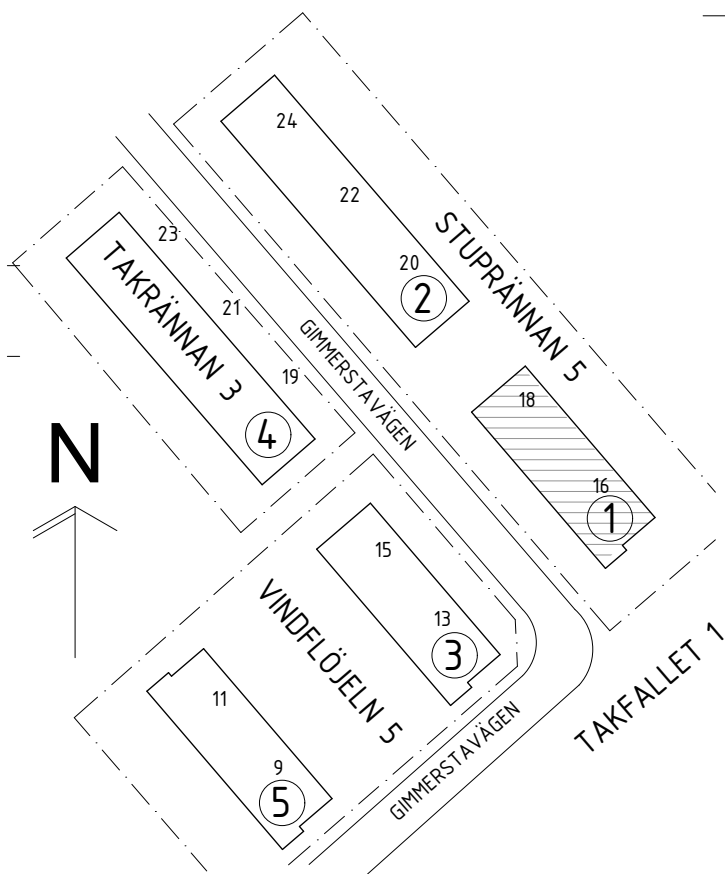 24
22
20
2
STUPRÄNNAN 5
23
21
19
TAKRÄNNAN 3
4
GIMMERSTAVÄGEN
18
16
1
N
15
13
3
VINDFLÖJELN 5
11
9
5
GIMMERSTAVÄGEN
TAKFALLET 1